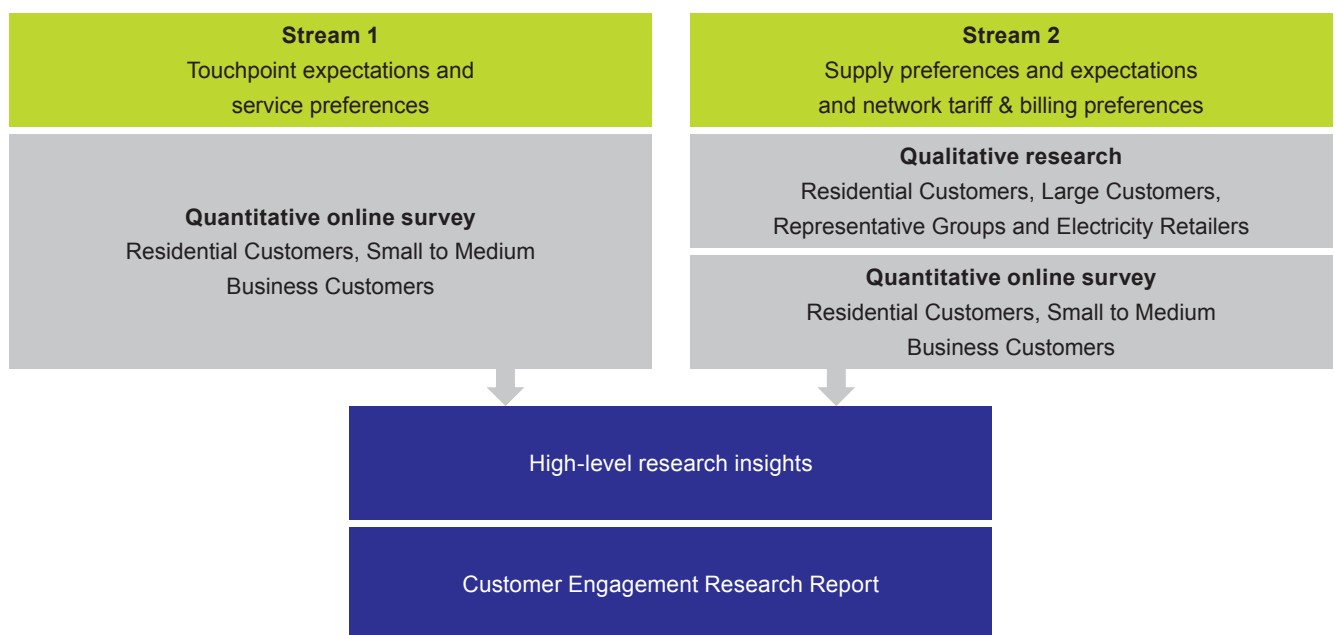 Stream 1
Touchpoint expectations and
service preferences
Quantitative online survey
Residential Customers, Small to Medium
Business Customers
Stream 2
Supply preferences and expectations
and network tariff & billing preferences
Qualitative research
Residential Customers, Large Customers,
Representative Groups and Electricity Retailers
Quantitative online survey
Residential Customers, Small to Medium
Business Customers
High-level research insights
Customer Engagement Research Report